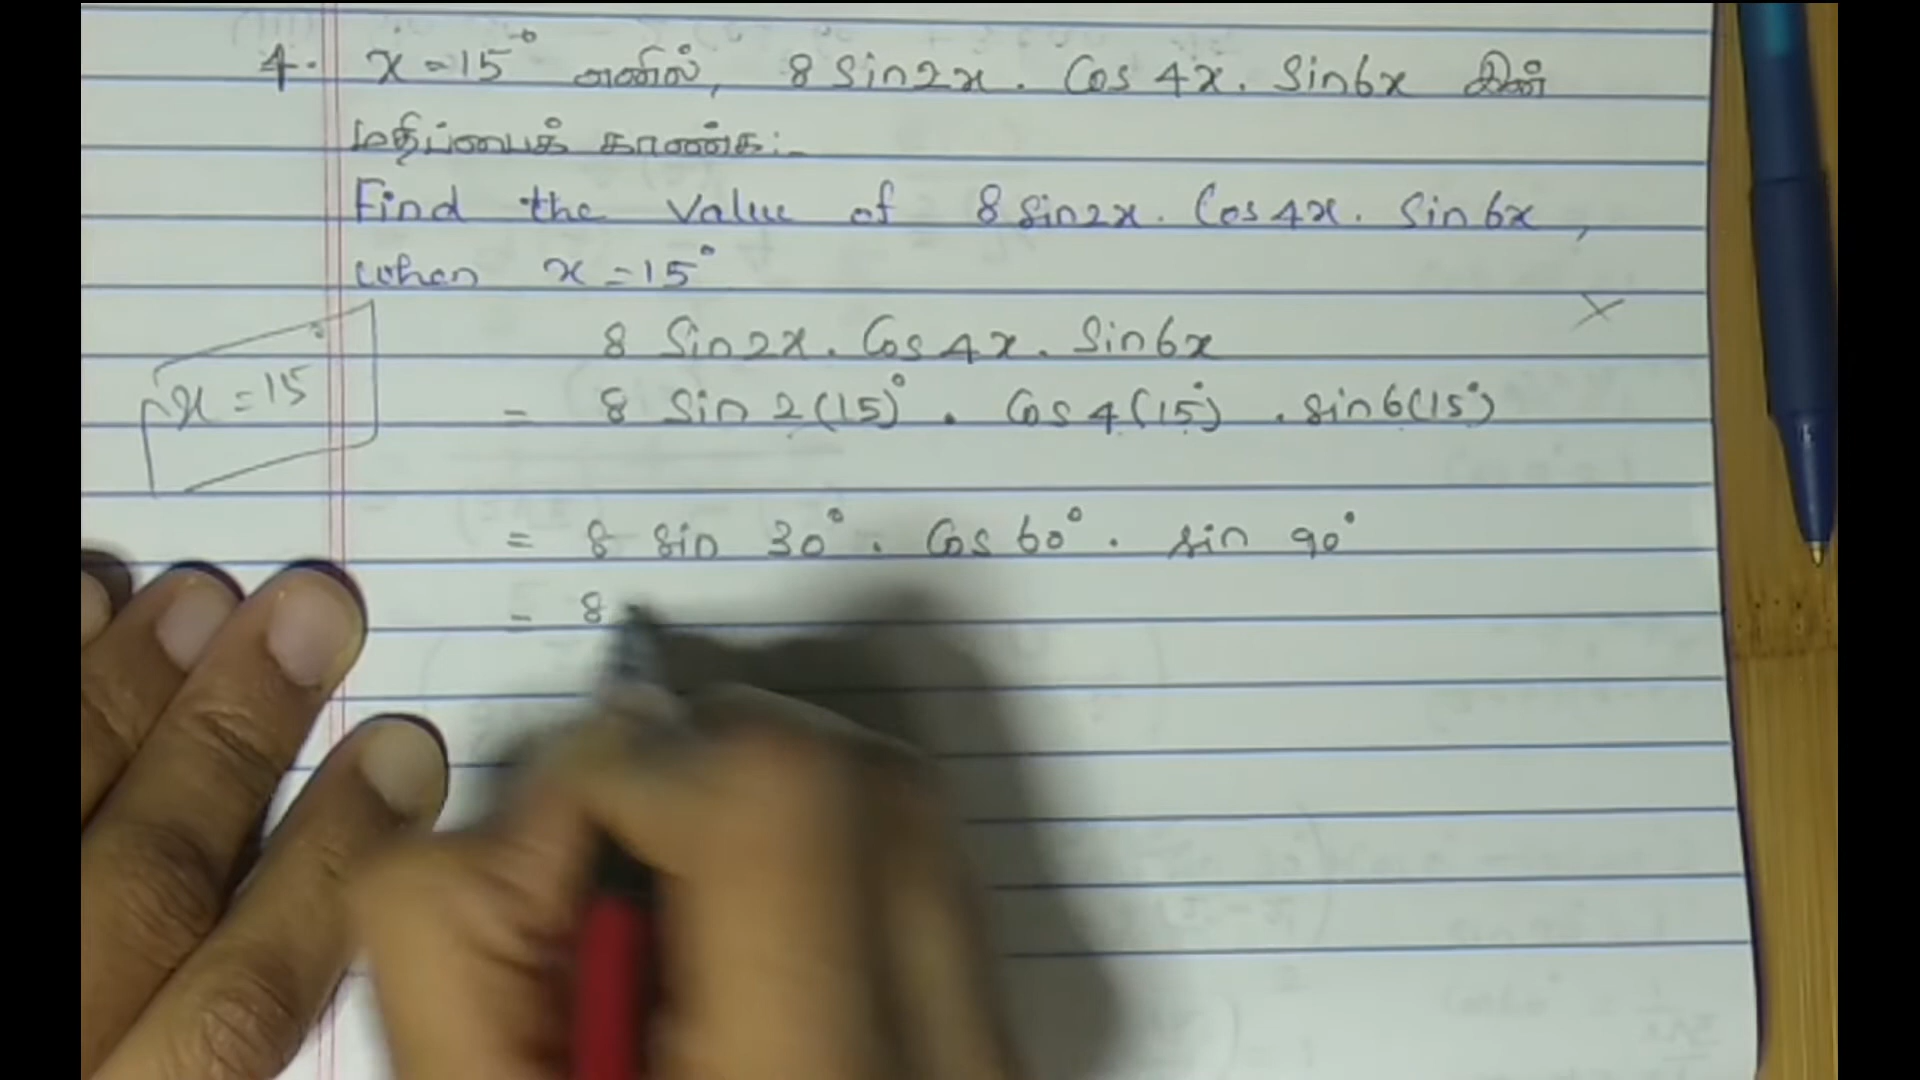 4. x = 15° எனில், 8 Sin2x . Cos 4x . Sin6x இன்
மதிப்பைக் காண்க:-
Find the Value of 8 Sin2x . Cos4x . Sin 6x,
when x = 15°
8 Sin2x . Cos4x . Sin6x
x = 15°
= 8 Sin 2(15)° . Cos 4(15°) . sin6(15°)
= 8 sin 30° . Cos 60° . sin 90°
= 8